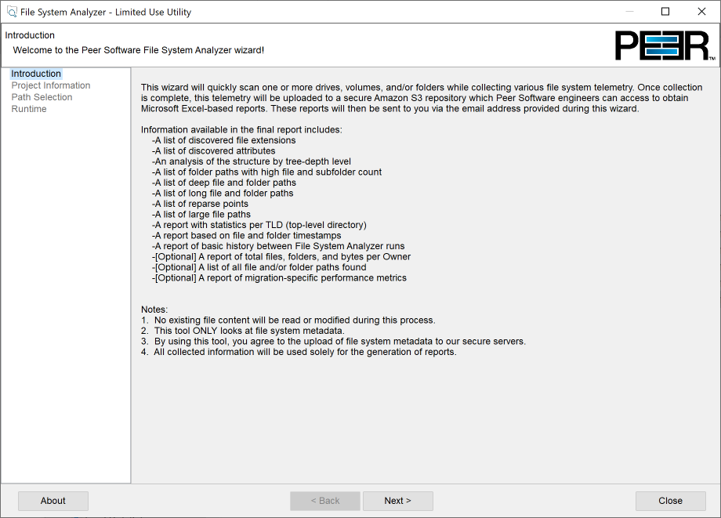 File System Analyzer - Limited Use Utility
Introduction
Welcome to the Peer Software File System Analyzer wizard!
PEER™
Introduction
Project Information
Path Selection
Runtime
This wizard will quickly scan one or more drives, volumes, and/or folders while collecting various file system telemetry. Once collection
is complete, this telemetry will be uploaded to a secure Amazon S3 repository which Peer Software engineers can access to obtain
Microsoft Excel-based reports. These reports will then be sent to you via the email address provided during this wizard.
Information available in the final report includes:
-A list of discovered file extensions
-A list of discovered attributes
-An analysis of the structure by tree-depth level
-A list of folder paths with high file and subfolder count
-A list of deep file and folder paths
-A list of long file and folder paths
-A list of reparse points
-A list of large file paths
-A report with statistics per TLD (top-level directory)
-A report based on file and folder timestamps
-A report of basic history between File System Analyzer runs
-[Optional] A report of total files, folders, and bytes per Owner
-[Optional] A list of all file and/or folder paths found
-[Optional] A report of migration-specific performance metrics
Notes:
1. No existing file content will be read or modified during this process.
2. This tool ONLY looks at file system metadata.
3. By using this tool, you agree to the upload of file system metadata to our secure servers.
4. All collected information will be used solely for the generation of reports.
About
< Back
Next >
Close